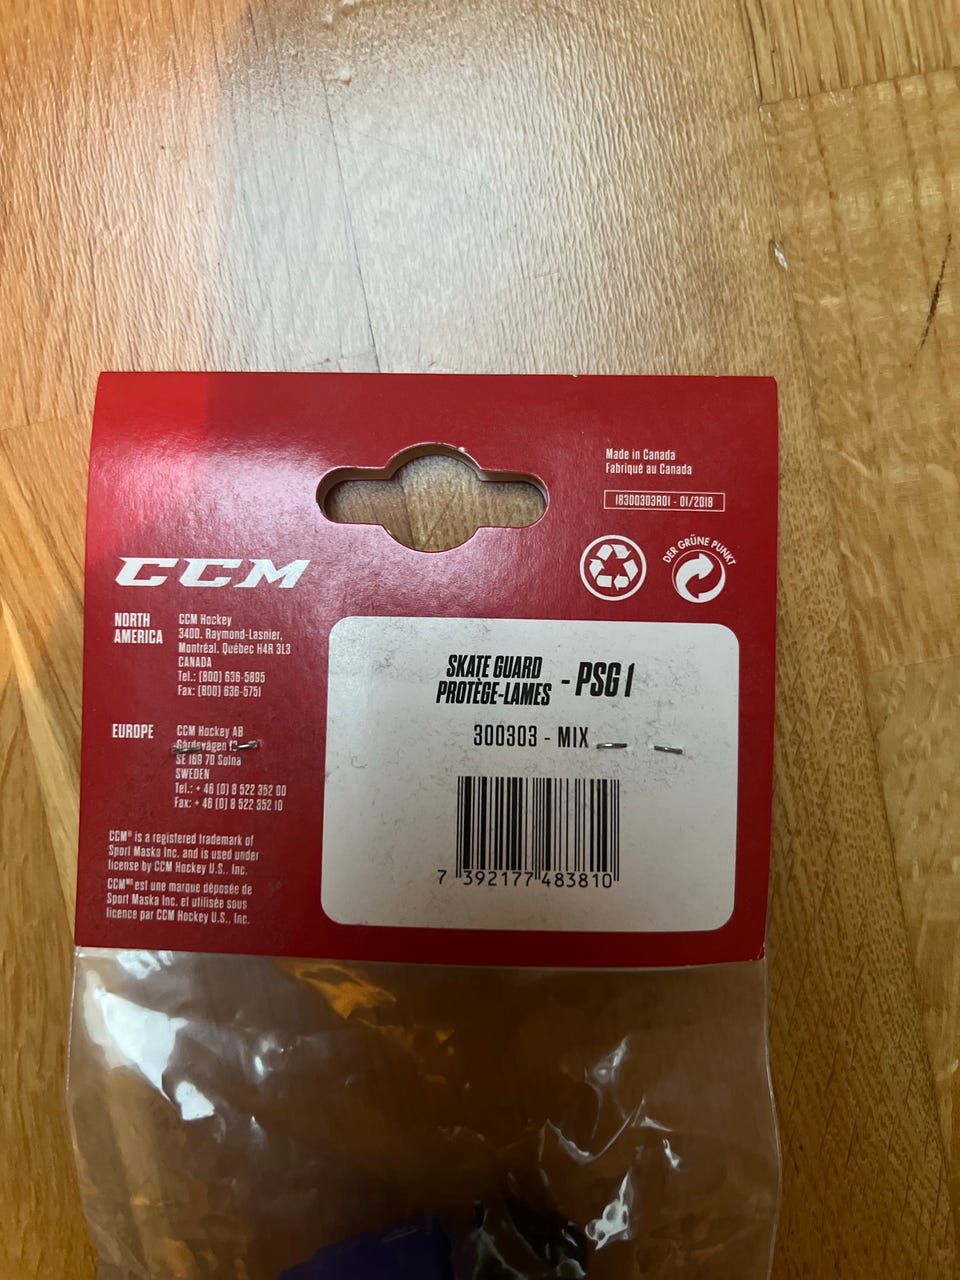 Made in Canada
Fabriqué au Canada
18300303R01 - 01/2018
DER GRÜNE PUNKT
CCM
NORTH
AMERICA
CCM Hockey
3400, Raymond-Lasnier,
Montréal, Québec H4R 3L3
CANADA
Tel.: (800) 636-5895
Fax: (800) 636-5751
EUROPE
CCM Hockey AB
Gårdsvägen
SE 169 70 Solna
SWEDEN
Tel.: + 46 (0) 8 522 352 00
Fax: + 46 (0) 8 522 352 10
CCM® is a registered trademark of
Sport Maska Inc. and is used under
license by CCM Hockey U.S., Inc.
CCMᴹᴰ est une marque déposée de
Sport Maska Inc. et utilisée sous
licence par CCM Hockey U.S., Inc.
SKATE GUARD
PROTÈGE-LAMES
- PSG 1
300303 - MIX
7 392177 483810